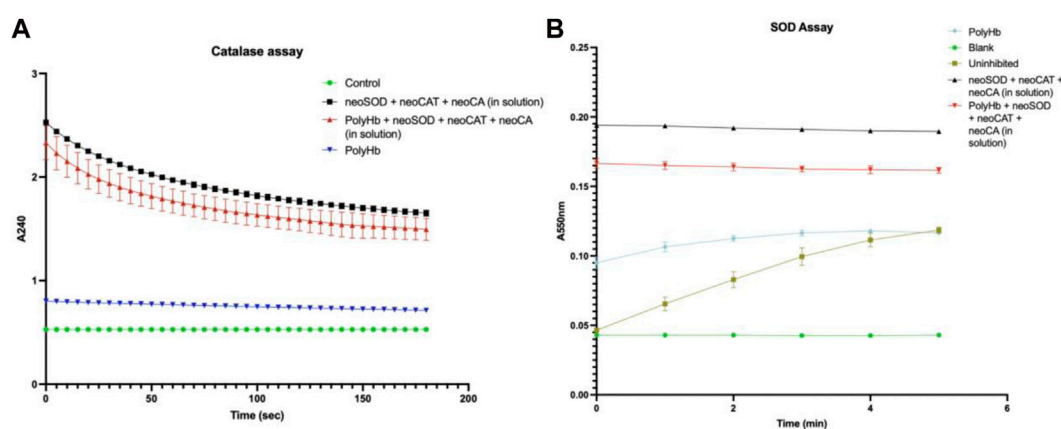 A
Catalase assay
3
2
1
0
A240
0
50
100
150
200
Time (sec)
Control
neoSOD + neoCAT + neoCA (in solution)
PolyHb + neoSOD + neoCAT + neoCA
(in solution)
PolyHb
B
SOD Assay
0.25
0.20
0.15
0.10
0.05
0.00
A550nm
0
2
4
6
Time (min)
PolyHb
Blank
Uninhibited
neoSOD + neoCAT +
neoCA (in solution)
PolyHb + neoSOD
+ neoCAT +
neoCA (in
solution)